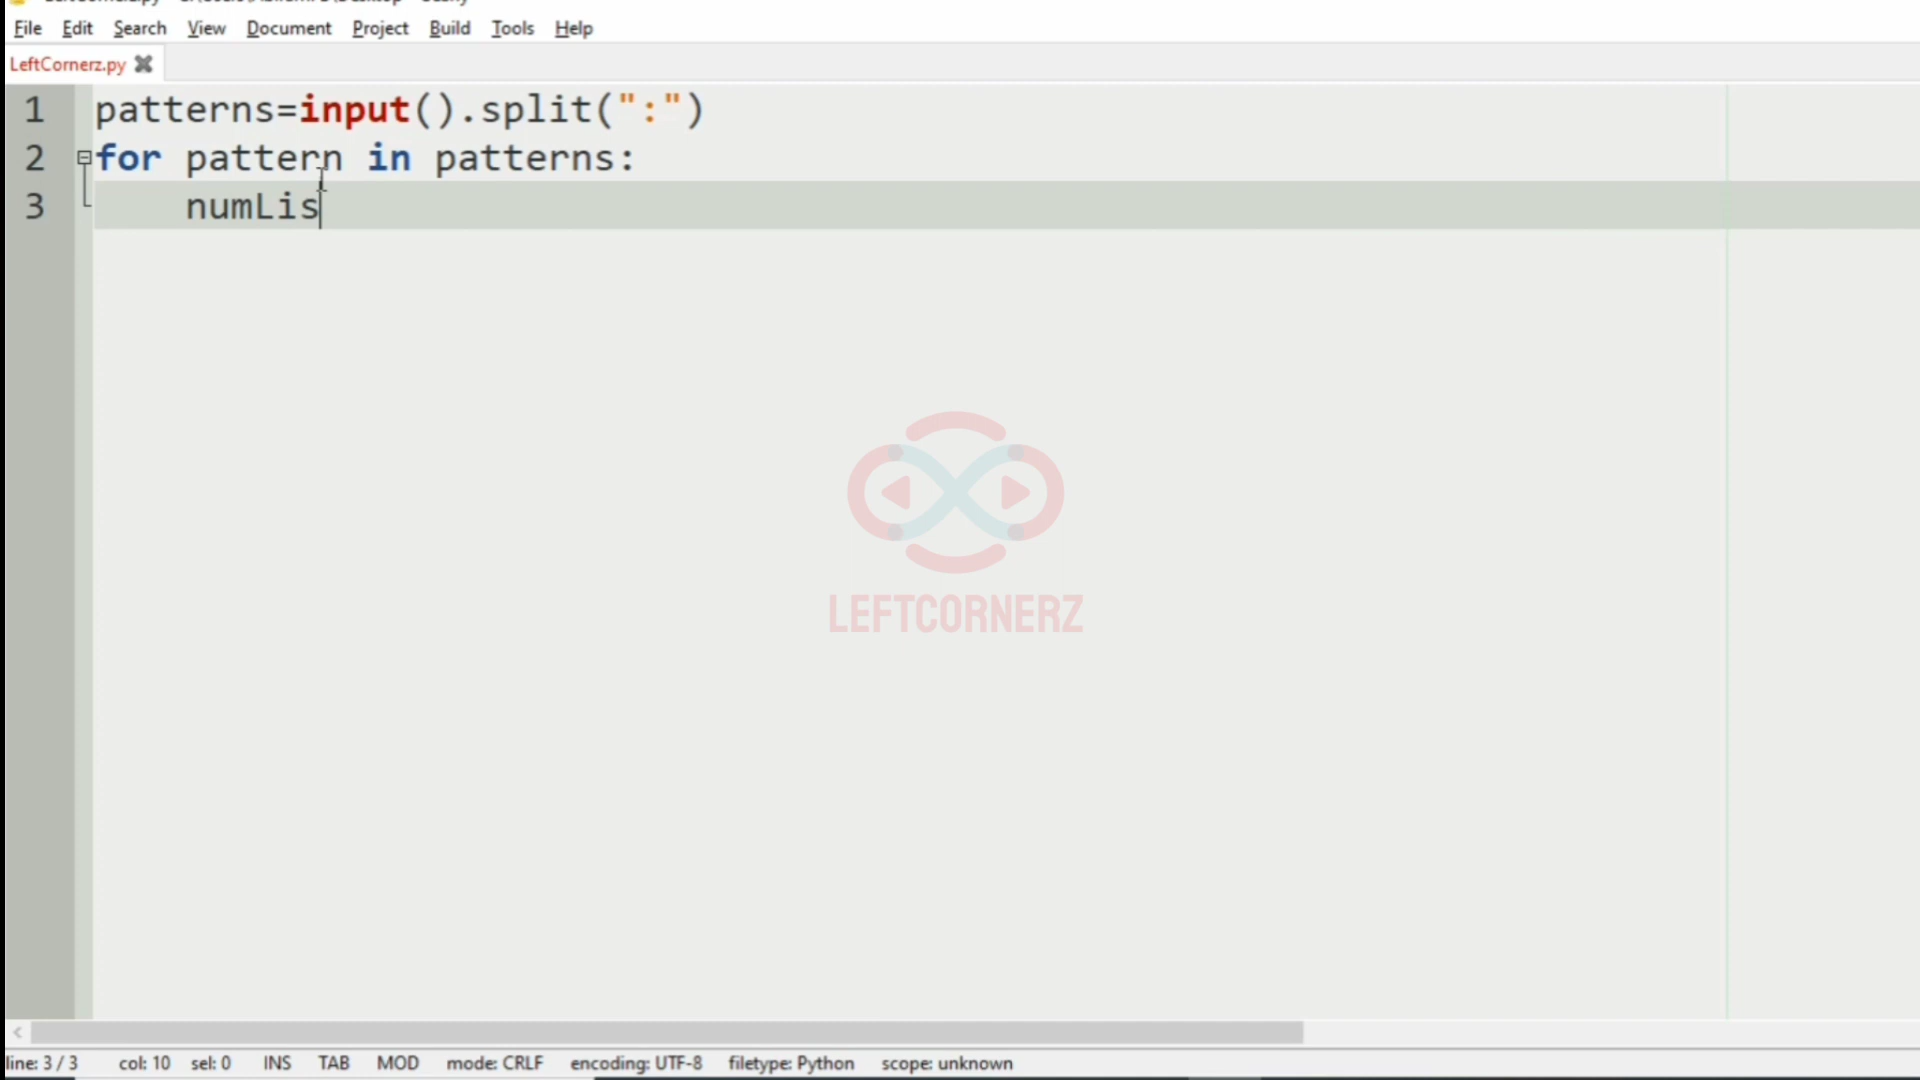 File Edit Search View Document Project Build Tools Help
LeftCornerz.py
1 patterns=input().split(":")
2 for pattern in patterns:
3 numLis
LEFTCORNERZ
line: 3 / 3 col: 10 sel: 0 INS TAB MOD mode: CRLF encoding: UTF-8 filetype: Python scope: unknown